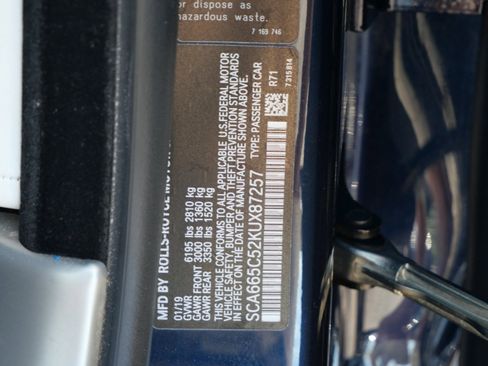 or dispose as
hazardous waste.
7 169 746
MFD BY ROLLS-ROYCE MOTOR
01/19
GVWR 6195 lbs 2810 kg
GAWR FRONT 3000 lbs 1360 kg
GAWR REAR 3350 lbs 1520 kg
THIS VEHICLE CONFORMS TO ALL APPLICABLE U.S. FEDERAL MOTOR
VEHICLE SAFETY, BUMPER AND THEFT PREVENTION STANDARDS
IN EFFECT ON THE DATE OF MANUFACTURE SHOWN ABOVE.
SCA665C52KUX87257 TYPE: PASSENGER CAR
R71
7315814